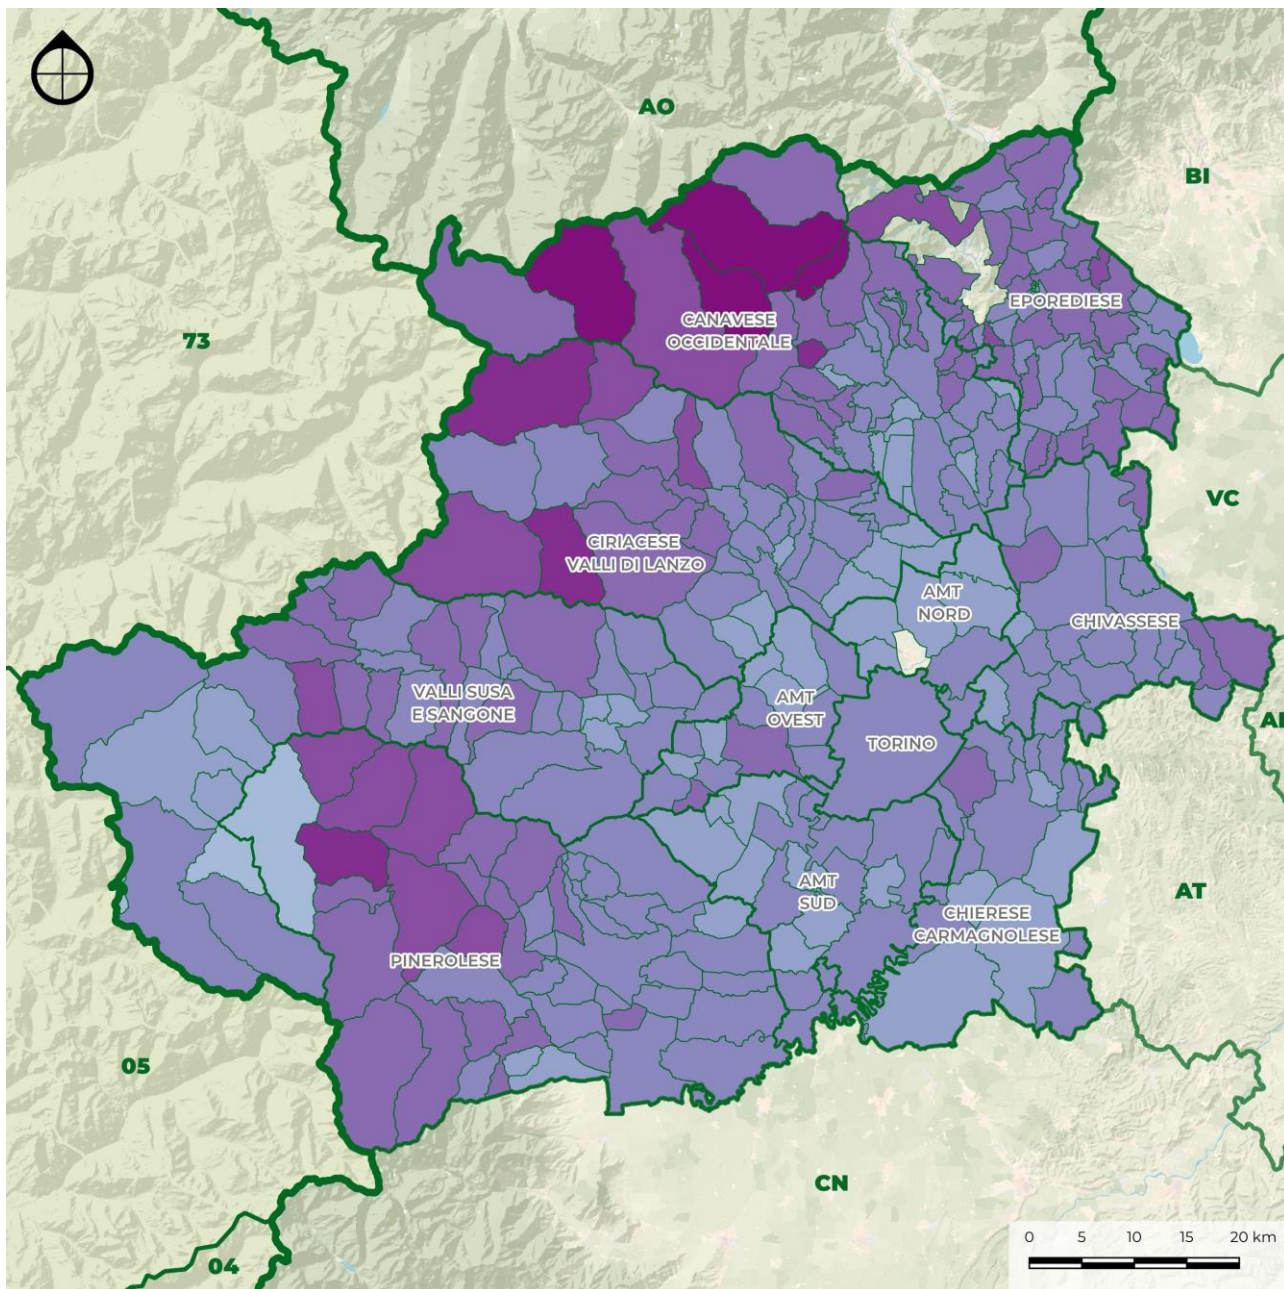 AO
BI
73
EPOREDIESE
CANAVESE
OCCIDENTALE
VC
CIRIACESE
VALLI DI LANZO
AMT
NORD
CHIVASSESE
VALLI SUSA
E SANGONE
AMT
OVEST
TORINO
AMT
SUD
AT
CHIERESE
CARMAGNOLESE
PINEROLESE
05
CN
04
0 5 10 15 20 km